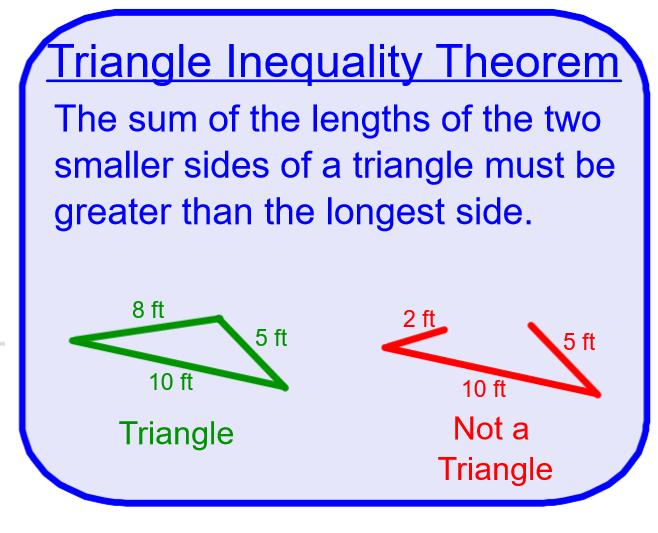 Triangle Inequality Theorem
The sum of the lengths of the two
smaller sides of a triangle must be
greater than the longest side.
8 ft
5 ft
10 ft
Triangle
2 ft
5 ft
10 ft
Not a
Triangle